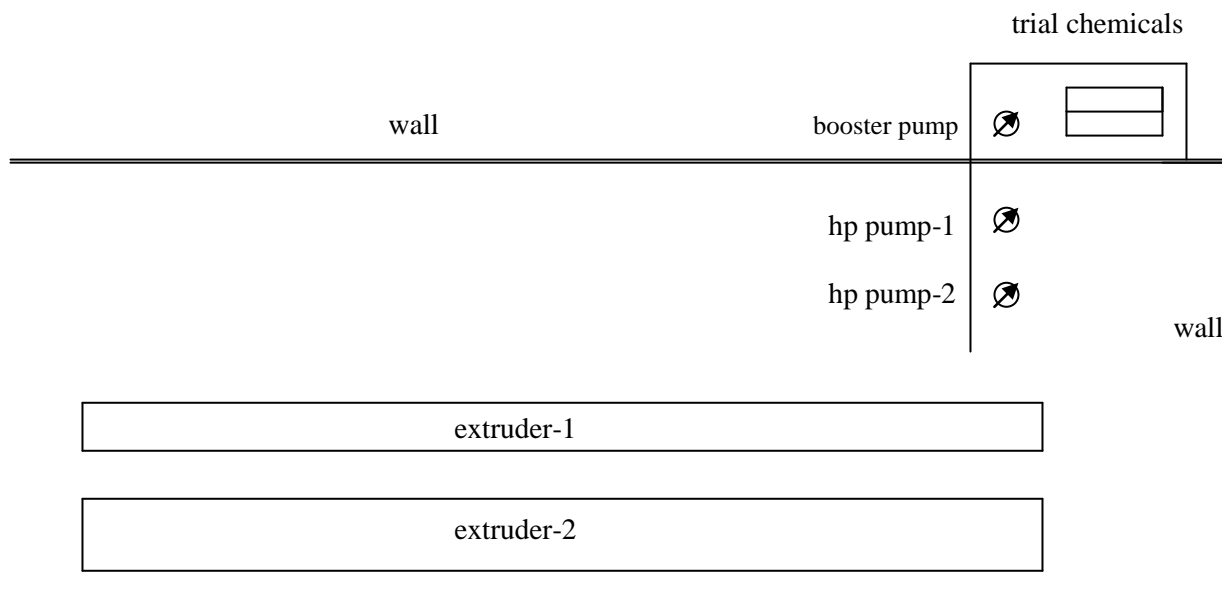 trial chemicals
wall
booster pump
hp pump-1
hp pump-2
wall
extruder-1
extruder-2